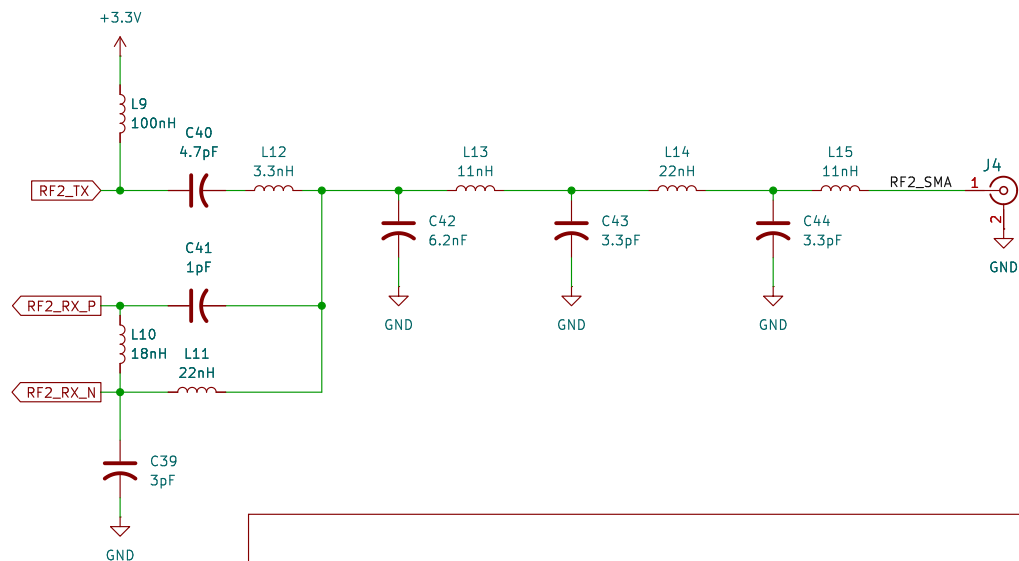 +3.3V
L9
100nH
C40
4.7pF
L12
3.3nH
L13
11nH
L14
22nH
L15
11nH
J4
RF2_TX
RF2_SMA
1
2
GND
C42
6.2nF
C43
3.3pF
C44
3.3pF
C41
1pF
RF2_RX_P
GND
GND
GND
L10
18nH
L11
22nH
RF2_RX_N
C39
3pF
GND